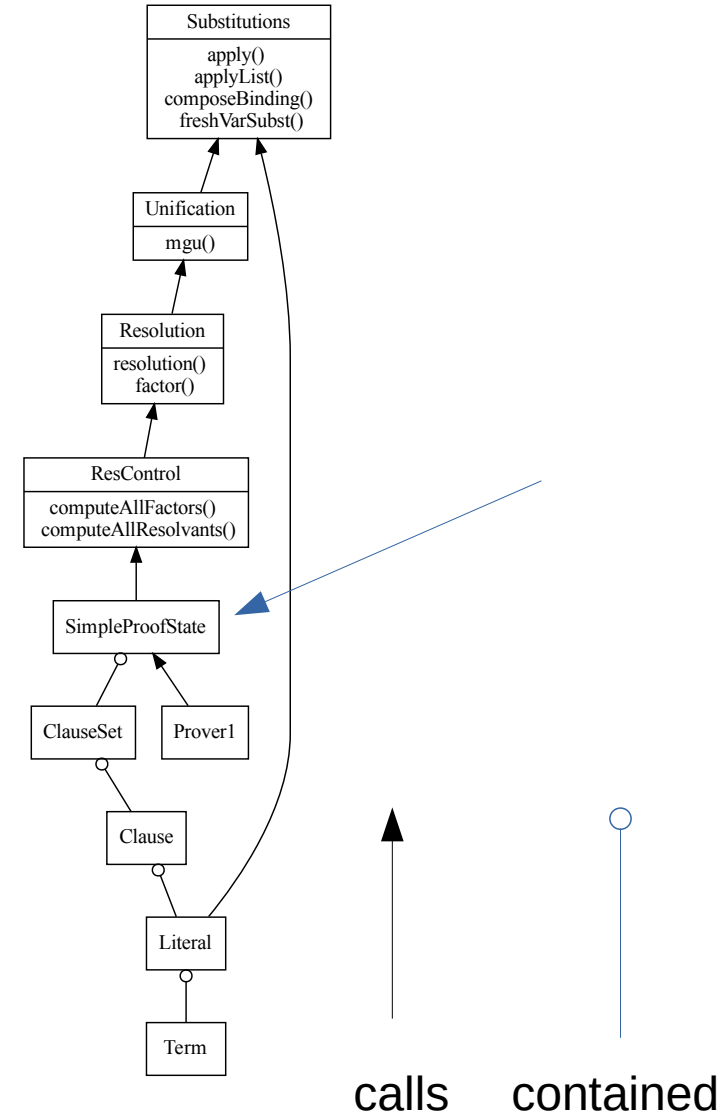 Substitutions
apply()
applyList()
composeBinding()
freshVarSubst()
Unification
mgu()
Resolution
resolution()
factor()
ResControl
computeAllFactors()
computeAllResolvants()
SimpleProofState
ClauseSet
Prover1
Clause
Literal
Term
calls
contained